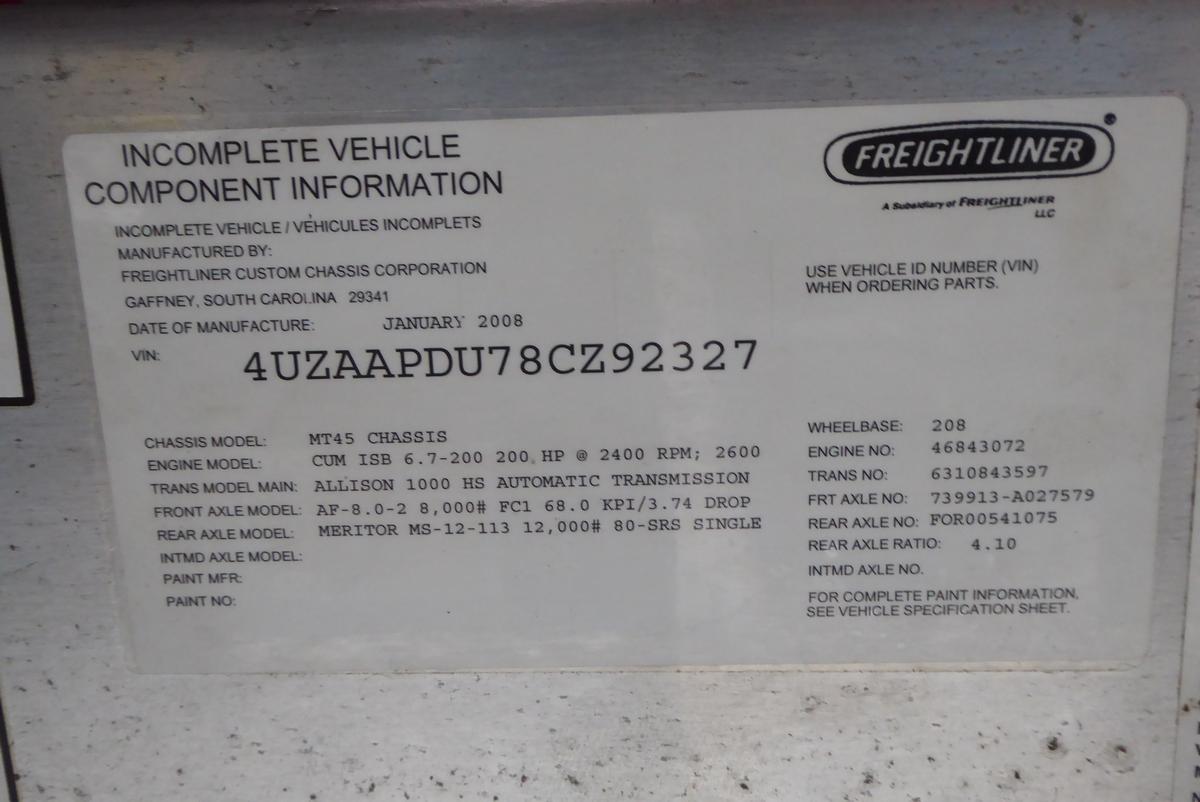 INCOMPLETE VEHICLE
COMPONENT INFORMATION
INCOMPLETE VEHICLE / VÉHICULES INCOMPLETS
MANUFACTURED BY:
FREIGHTLINER CUSTOM CHASSIS CORPORATION
GAFFNEY, SOUTH CAROLINA 29341
DATE OF MANUFACTURE: JANUARY 2008
VIN: 4UZAAPDU78CZ92327
FREIGHTLINER
A Subsidiary of FREIGHTLINER
LLC
USE VEHICLE ID NUMBER (VIN)
WHEN ORDERING PARTS.
CHASSIS MODEL: MT45 CHASSIS
ENGINE MODEL: CUM ISB 6.7-200 200 HP @ 2400 RPM; 2600
TRANS MODEL MAIN: ALLISON 1000 HS AUTOMATIC TRANSMISSION
FRONT AXLE MODEL: AF-8.0-2 8,000# FC1 68.0 KPI/3.74 DROP
REAR AXLE MODEL: MERITOR MS-12-113 12,000# 80-SRS SINGLE
INTMD AXLE MODEL:
PAINT MFR:
PAINT NO:
WHEELBASE: 208
ENGINE NO: 46843072
TRANS NO: 6310843597
FRT AXLE NO: 739913-A027579
REAR AXLE NO: FOR00541075
REAR AXLE RATIO: 4.10
INTMD AXLE NO.
FOR COMPLETE PAINT INFORMATION,
SEE VEHICLE SPECIFICATION SHEET.